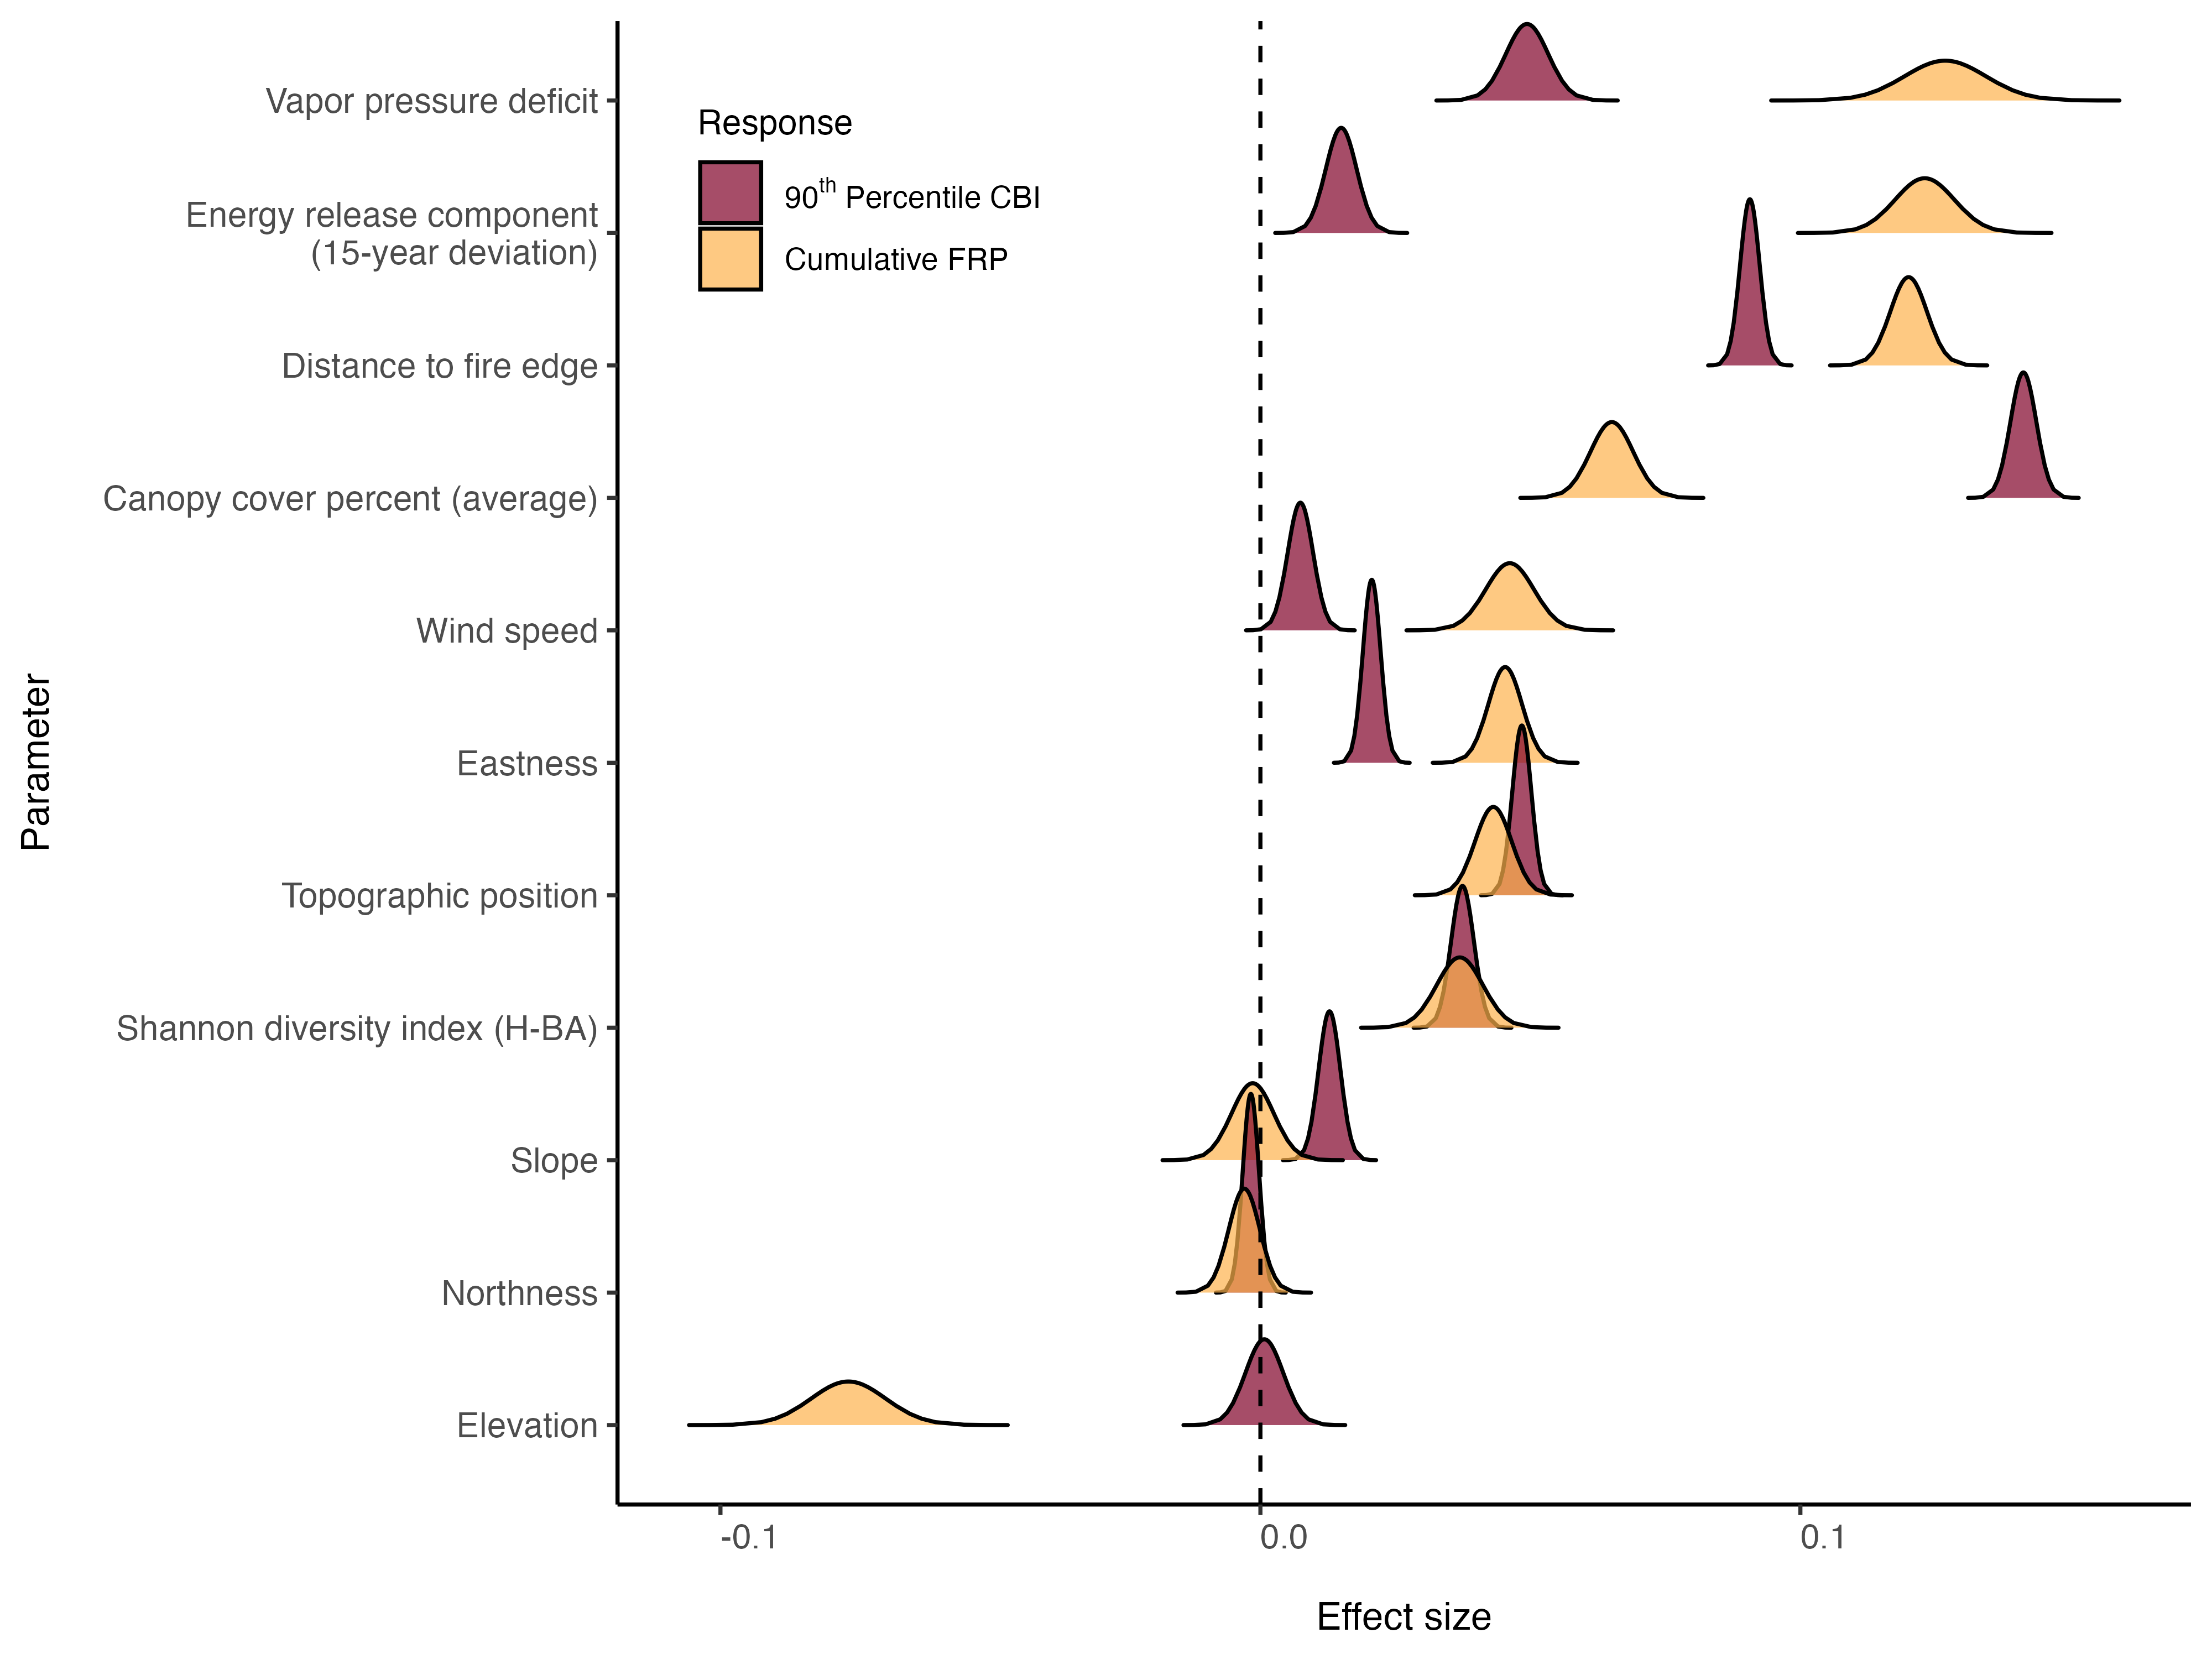 Vapor pressure deficit
Energy release component
(15-year deviation)
Distance to fire edge
Canopy cover percent (average)
Wind speed
Eastness
Topographic position
Shannon diversity index (H-BA)
Slope
Northness
Elevation
Parameter
Response
90th Percentile CBI
Cumulative FRP
-0.1
0.0
0.1
Effect size